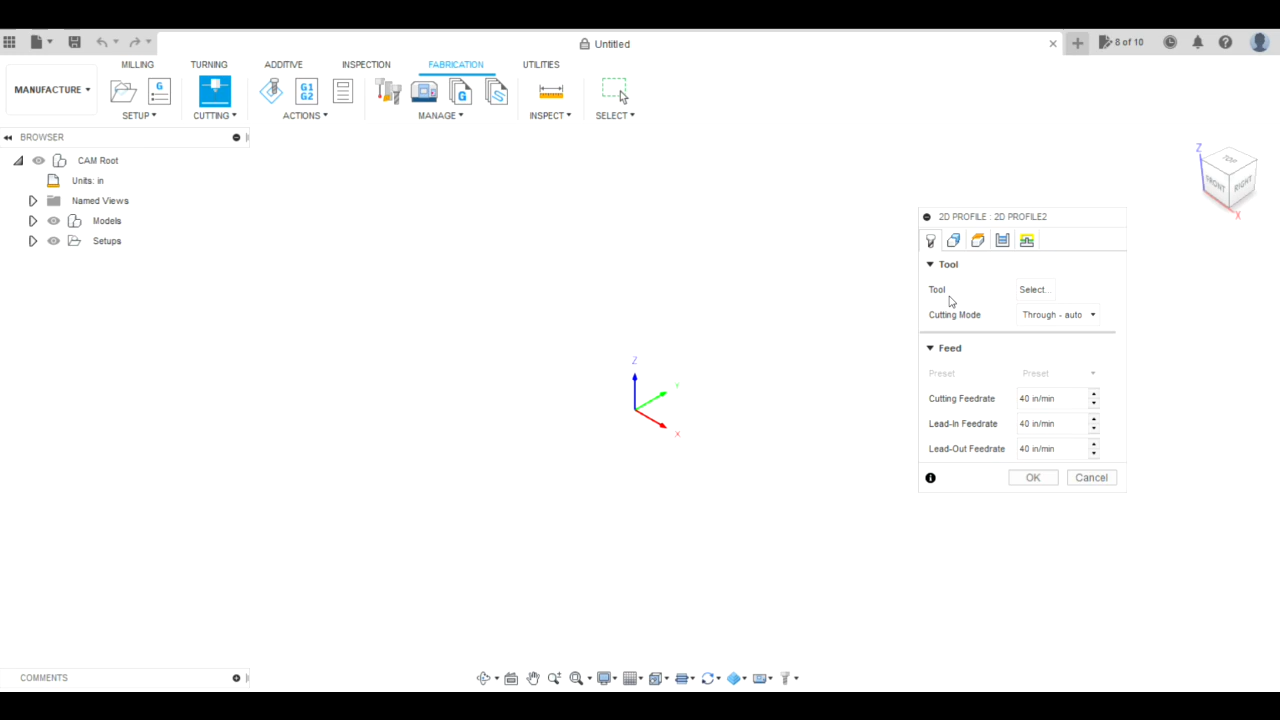 Untitled
8 of 10
MANUFACTURE
MILLING
TURNING
ADDITIVE
INSPECTION
FABRICATION
UTILITIES
G
G1
G2
G
SETUP
CUTTING
ACTIONS
MANAGE
INSPECT
SELECT
BROWSER
CAM Root
Units: in
Named Views
Models
Setups
Z
TOP
FRONT
RIGHT
X
Z
Y
X
2D PROFILE : 2D PROFILE2
Tool
Tool Select...
Cutting Mode Through - auto
Feed
Preset Preset
Cutting Feedrate 40 in/min
Lead-In Feedrate 40 in/min
Lead-Out Feedrate 40 in/min
OK Cancel
COMMENTS